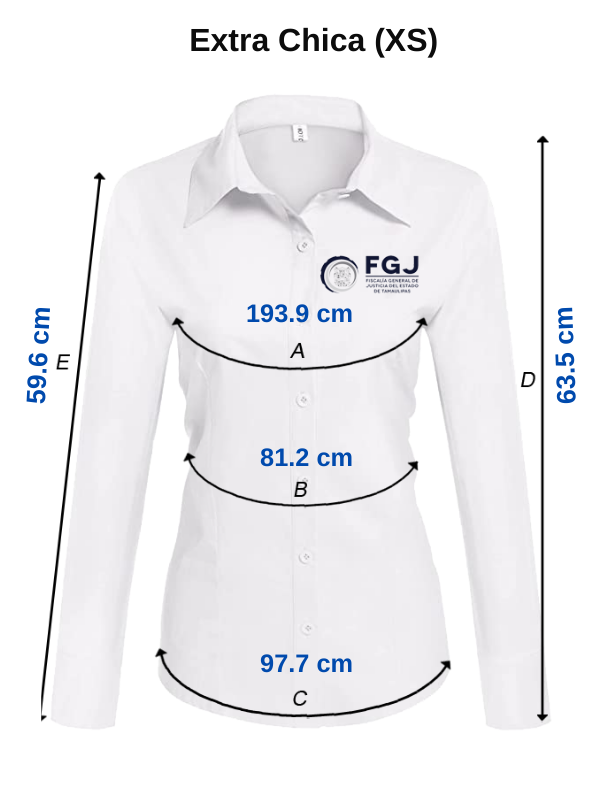 Extra Chica (XS)
FGJ
FISCALÍA GENERAL DE
JUSTICIA DEL ESTADO
DE TAMAULIPAS
193.9 cm
A
59.6 cm
E
D
63.5 cm
81.2 cm
B
97.7 cm
C